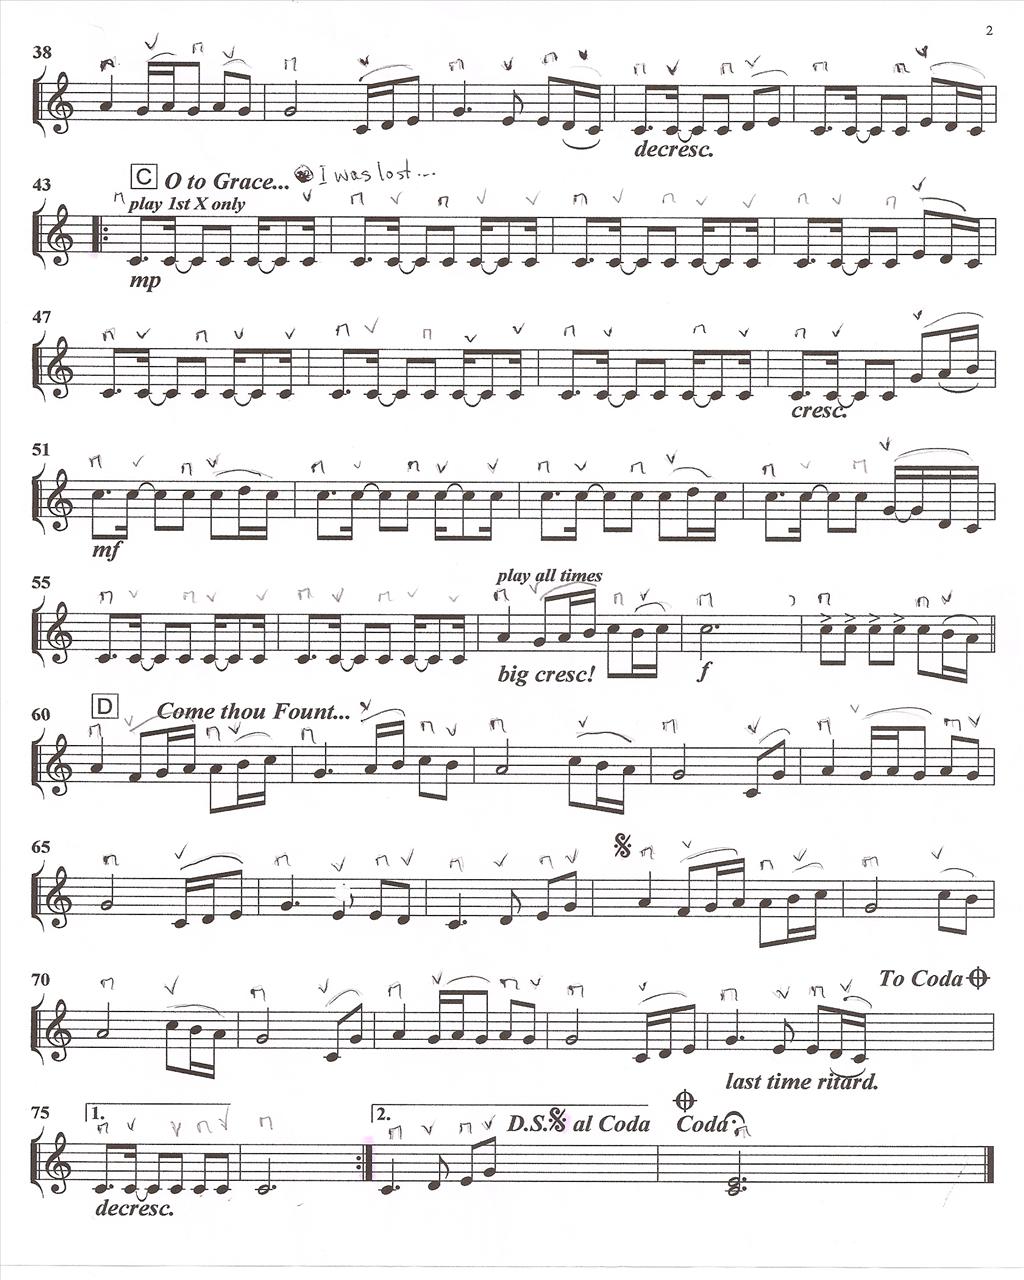 2
38
decresc.
C O to Grace... I was lost...
43
play 1st X only
mp
47
cresc.
51
mf
55
play all times
big cresc!
f
D Come thou Fount...
60
65
70
To Coda
last time ritard.
75
1.
2.
D.S. al Coda
Coda
decresc.